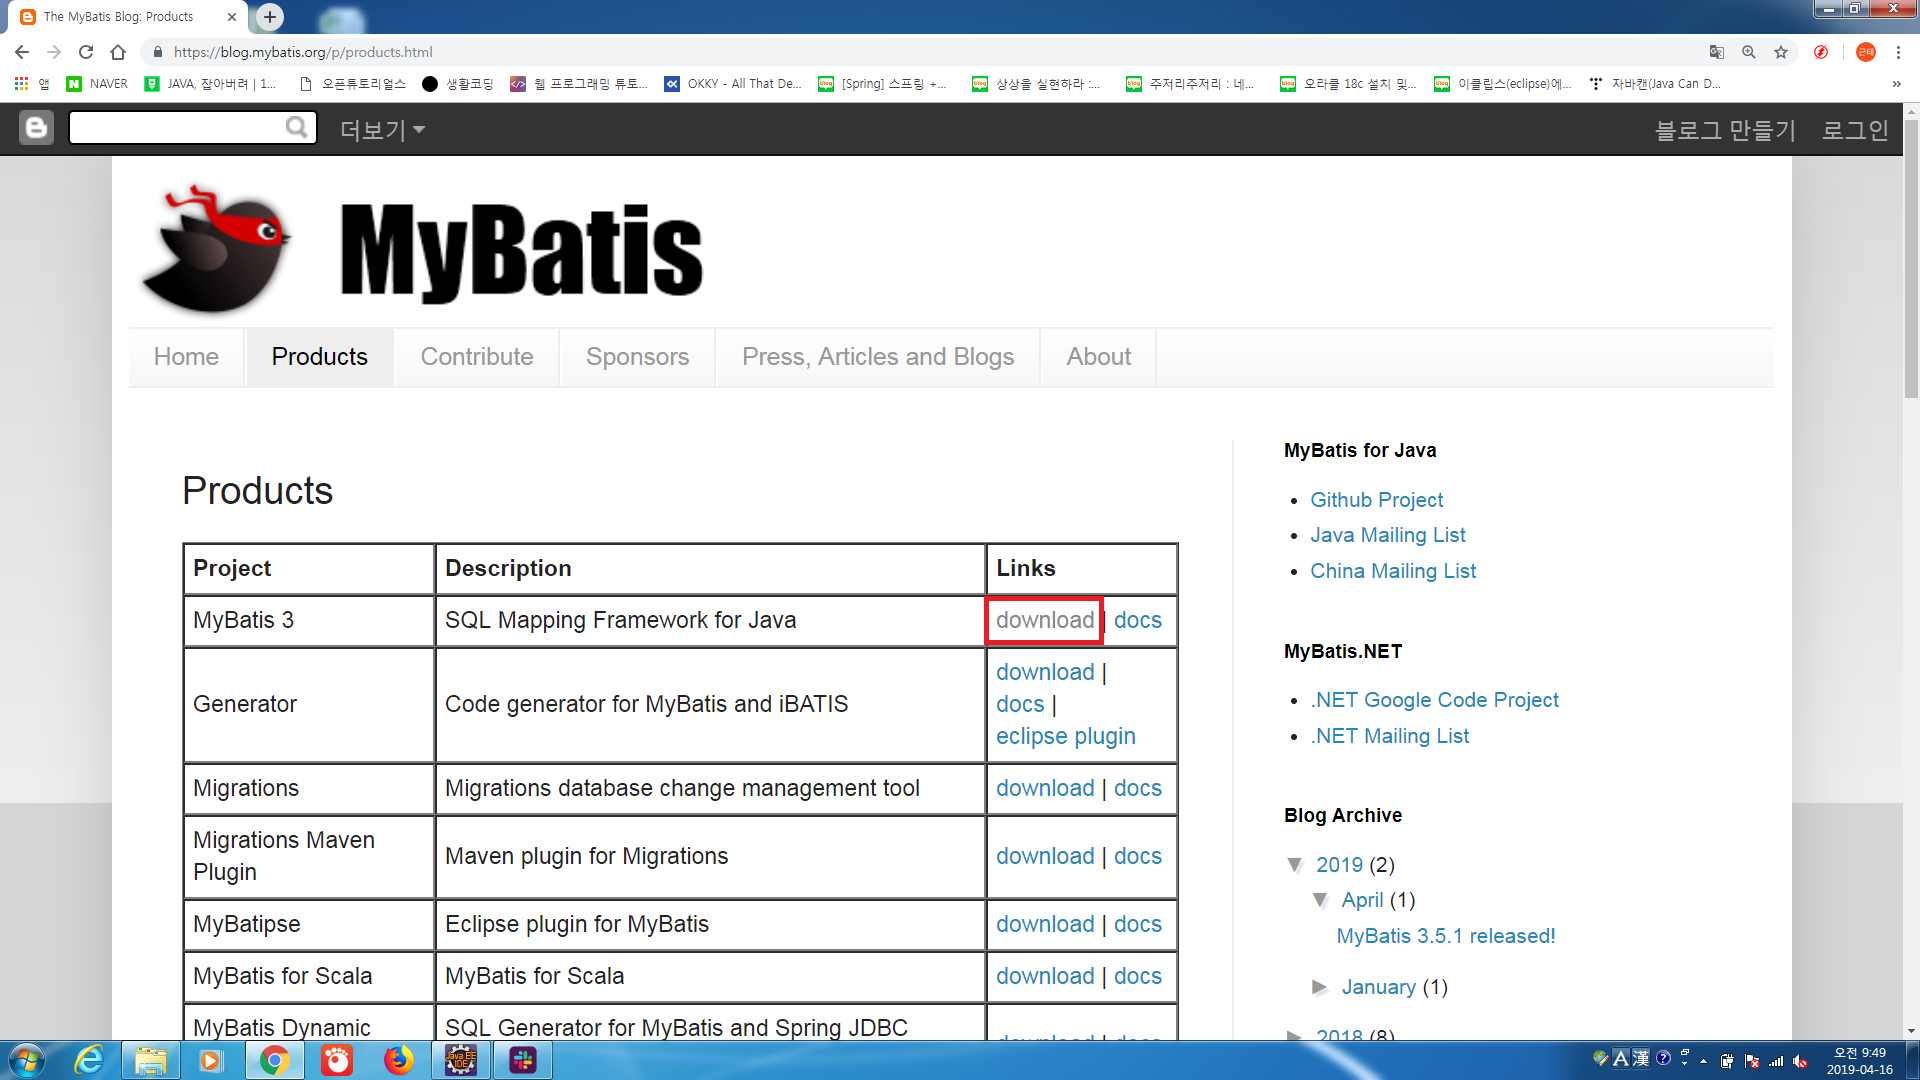 The MyBatis Blog: Products
https://blog.mybatis.org/p/products.html
근태
앱
NAVER
JAVA, 잡아버려 | 1...
오픈튜토리얼스
생활코딩
웹 프로그래밍 튜토...
OKKY - All That De...
[Spring] 스프링 +...
상상을 실현하라 :...
주저리주저리 : 네...
오라클 18c 설치 및...
이클립스(eclipse)에...
자바캔(Java Can D...
더보기
블로그 만들기
로그인
MyBatis
Home
Products
Contribute
Sponsors
Press, Articles and Blogs
About
Products
Project Description Links
MyBatis 3 SQL Mapping Framework for Java download | docs
Generator Code generator for MyBatis and iBATIS download |
docs |
eclipse plugin
Migrations Migrations database change management tool download | docs
Migrations Maven
Plugin Maven plugin for Migrations download | docs
MyBatipse Eclipse plugin for MyBatis download | docs
MyBatis for Scala MyBatis for Scala download | docs
MyBatis Dynamic SQL Generator for MyBatis and Spring JDBC
download | docs
MyBatis for Java
Github Project
Java Mailing List
China Mailing List
MyBatis.NET
.NET Google Code Project
.NET Mailing List
Blog Archive
2019 (2)
April (1)
MyBatis 3.5.1 released!
January (1)
2018 (8)
Java EE
IDE
A 漢
오전 9:49
2019-04-16